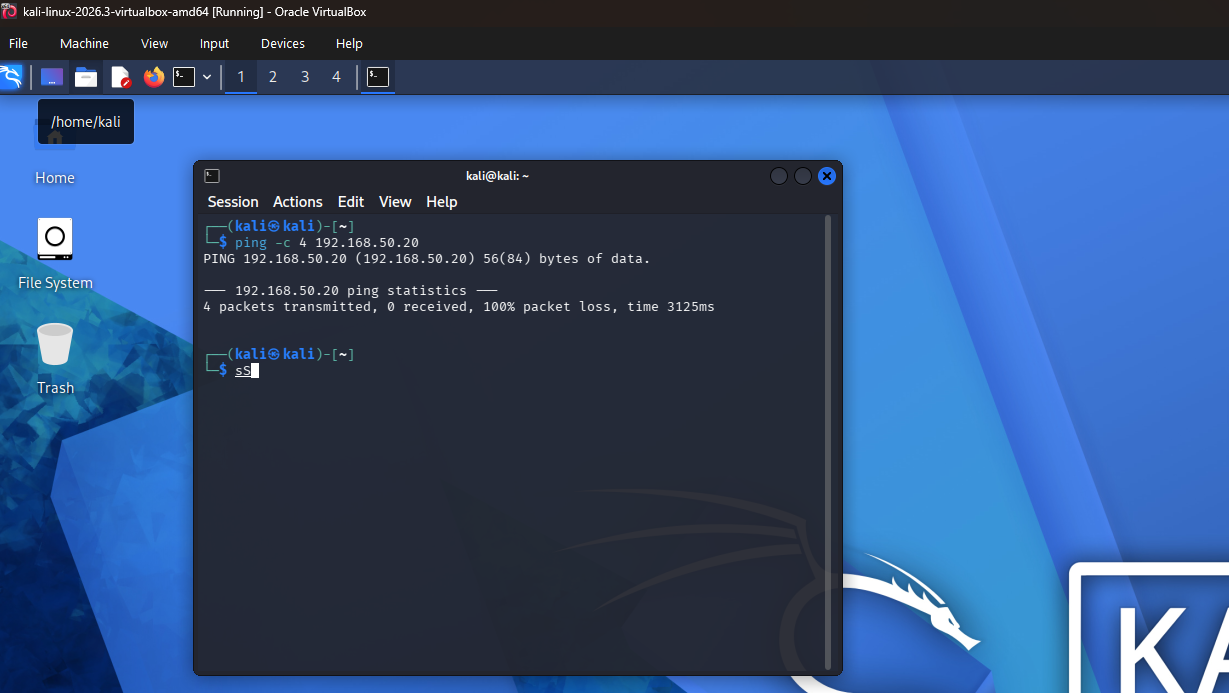 kali-linux-2026.3-virtualbox-amd64 [Running] - Oracle VirtualBox
File Machine View Input Devices Help
1 2 3 4
/home/kali
Home
File System
Trash
kali@kali: ~
Session Actions Edit View Help
┌──(kali㉿kali)-[~]
└─$ ping -c 4 192.168.50.20
PING 192.168.50.20 (192.168.50.20) 56(84) bytes of data.
── 192.168.50.20 ping statistics ──
4 packets transmitted, 0 received, 100% packet loss, time 3125ms
┌──(kali㉿kali)-[~]
└─$ sS
KA